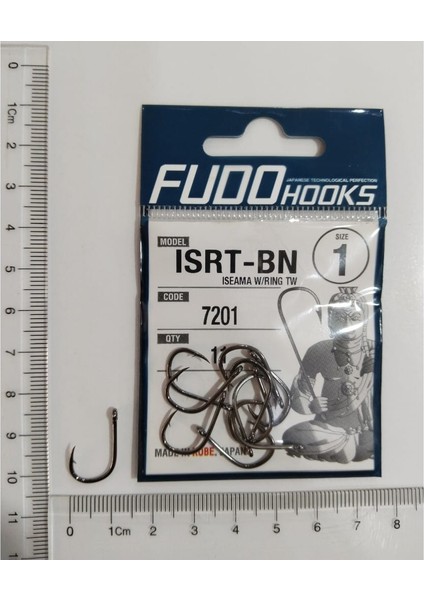 FUDO HOOKS
JAPANESE TECHNOLOGICAL PERFECTION
MODEL
ISRT-BN
ISEAMA W/RING TW
SIZE
1
CODE
7201
QTY
MADE IN KOBE, JAPAN
0
1Cm
2
3
4
5
6
7
8
9
10
11
0
1Cm
2
3
4
5
6
7
8